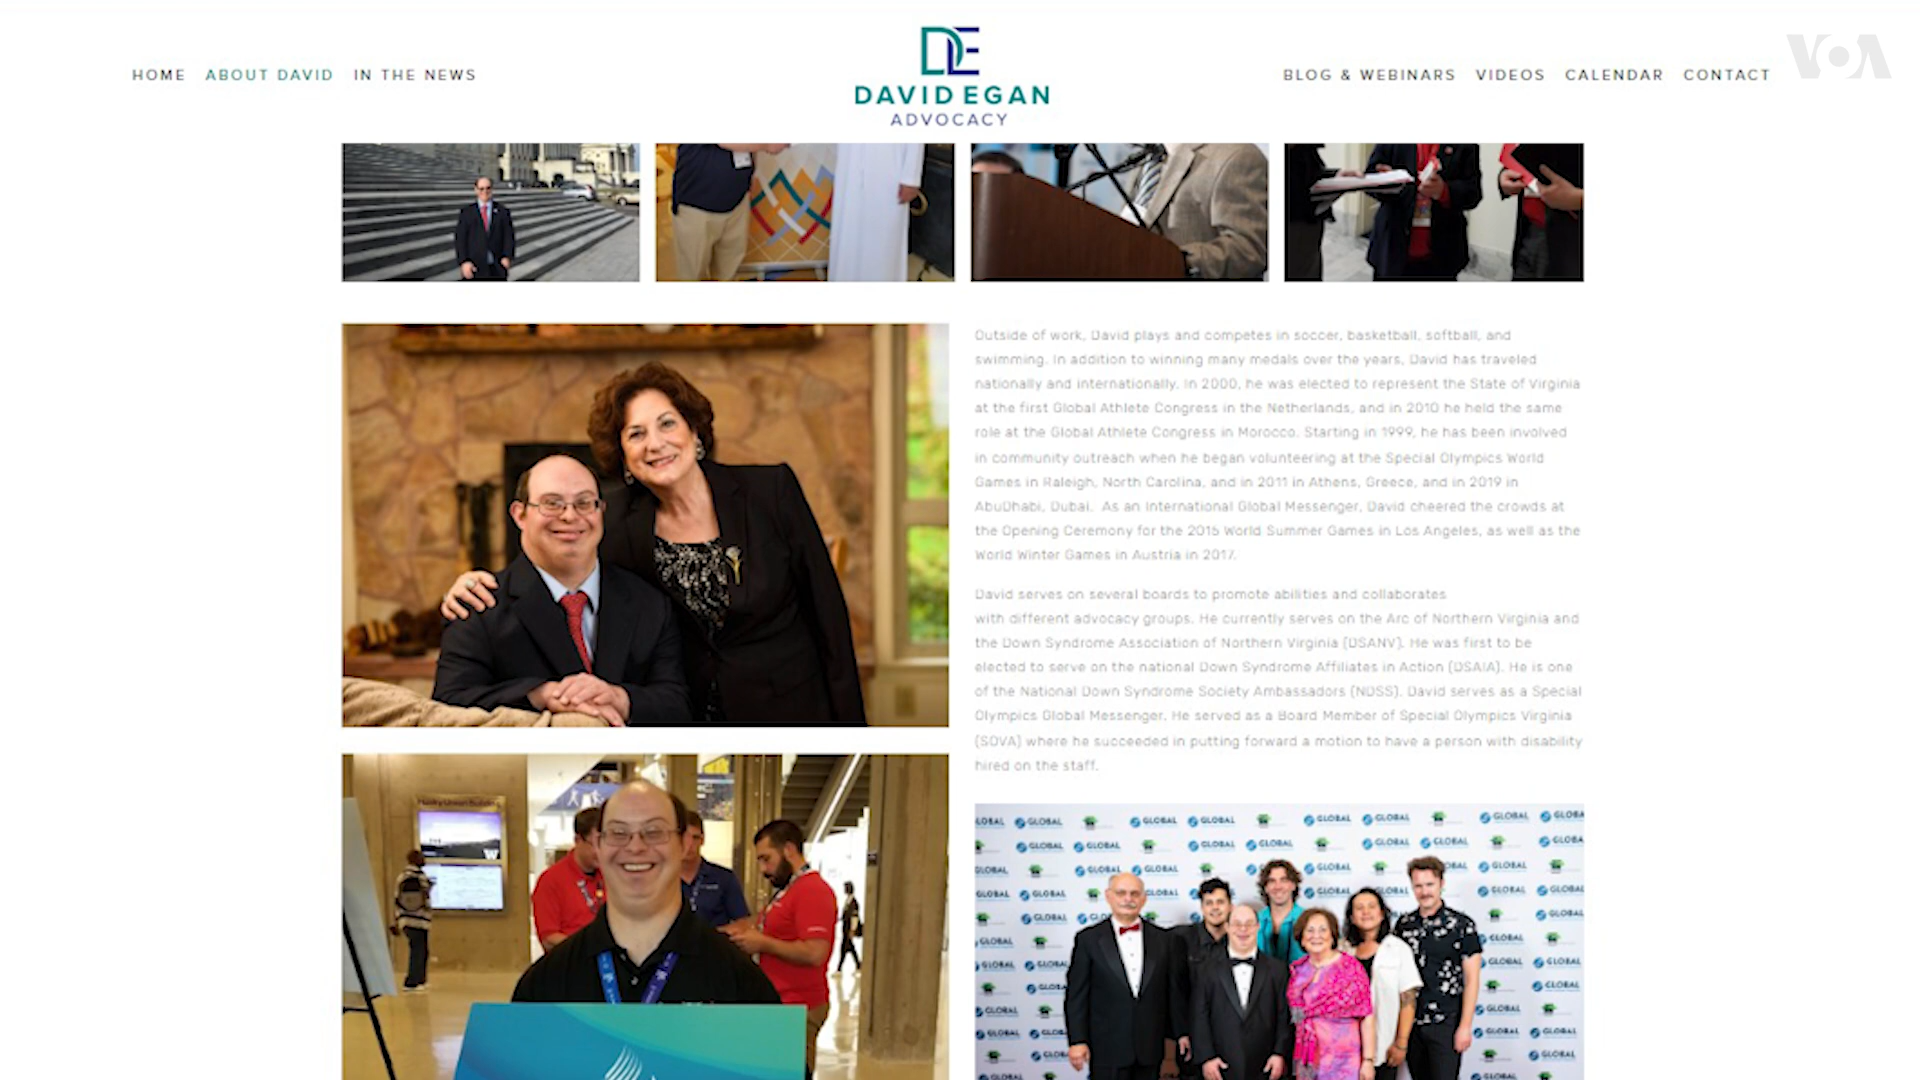 HOME ABOUT DAVID IN THE NEWS
DE
DAVID EGAN
ADVOCACY
BLOG & WEBINARS VIDEOS CALENDAR CONTACT
VOA
Outside of work, David plays and competes in soccer, basketball, softball, and
swimming. In addition to winning many medals over the years, David has traveled
nationally and internationally. In 2000, he was elected to represent the State of Virginia
at the first Global Athlete Congress in the Netherlands, and in 2010 he held the same
role at the Global Athlete Congress in Morocco. Starting in 1999, he has been involved
in community outreach when he began volunteering at the Special Olympics World
Games in Raleigh, North Carolina, and in 2011 in Athens, Greece, and in 2019 in
AbuDhabi, Dubai. As an International Global Messenger, David cheered the crowds at
the Opening Ceremony for the 2015 World Summer Games in Los Angeles, as well as the
World Winter Games in Austria in 2017.
David serves on several boards to promote abilities and collaborates
with different advocacy groups. He currently serves on the Arc of Northern Virginia and
the Down Syndrome Association of Northern Virginia (DSANV). He was first to be
elected to serve on the national Down Syndrome Affiliates in Action (DSAIA). He is one
of the National Down Syndrome Society Ambassadors (NDSS). David serves as a Special
Olympics Global Messenger. He served as a Board Member of Special Olympics Virginia
(SOVA) where he succeeded in putting forward a motion to have a person with disability
hired on the staff.
Husky Union Building
W
GLOBAL GLOBAL GLOBAL GLOBAL GLOBAL GLOBAL GLOBAL